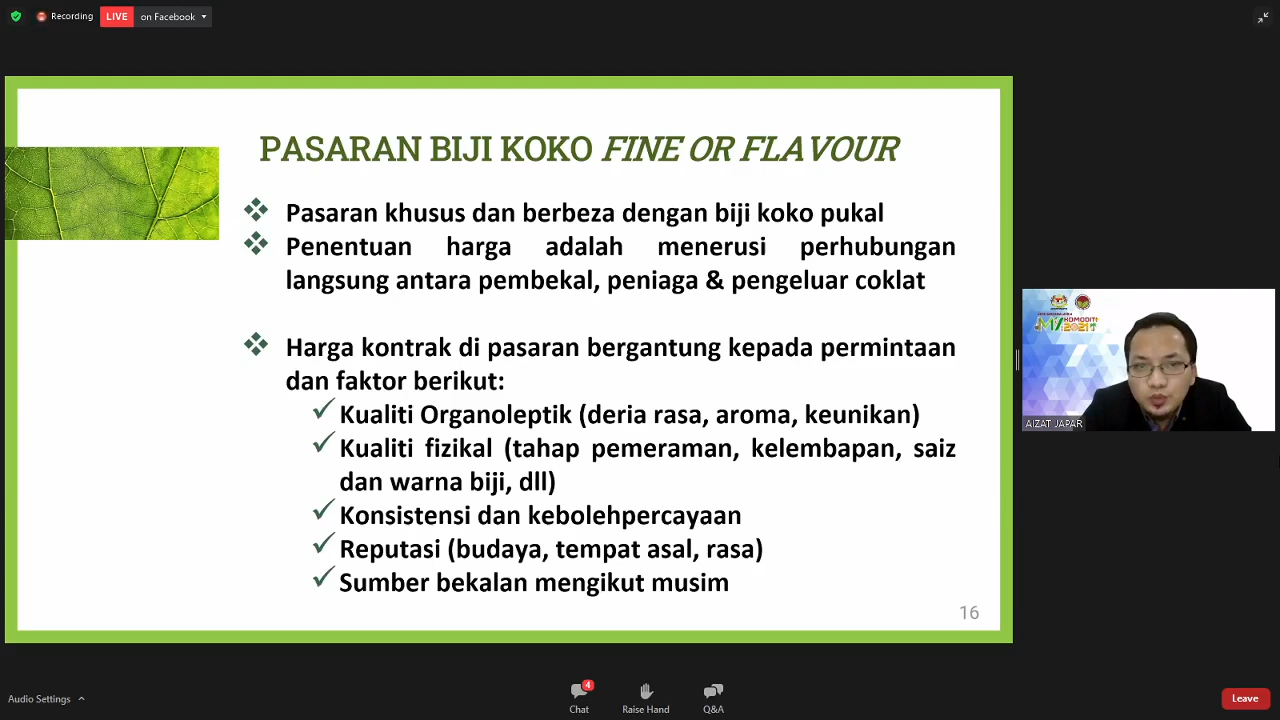 Recording
LIVE on Facebook
PASARAN BIJI KOKO FINE OR FLAVOUR
Pasaran khusus dan berbeza dengan biji koko pukal
Penentuan harga adalah menerusi perhubungan
langsung antara pembekal, peniaga & pengeluar coklat
Harga kontrak di pasaran bergantung kepada permintaan
dan faktor berikut:
Kualiti Organoleptik (deria rasa, aroma, keunikan)
Kualiti fizikal (tahap pemeraman, kelembapan, saiz
dan warna biji, dll)
Konsistensi dan kebolehpercayaan
Reputasi (budaya, tempat asal, rasa)
Sumber bekalan mengikut musim
16
KOMODITI
2021
AIZAT JAPAR
Audio Settings
4
Chat
Raise Hand
Q&A
Leave